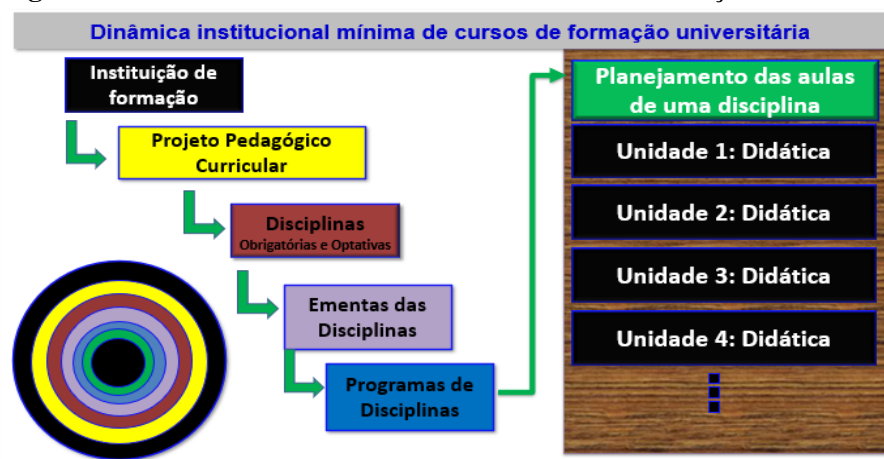 Dinâmica institucional mínima de cursos de formação universitária
Instituição de
formação
Projeto Pedagógico
Curricular
Disciplinas
Obrigatórias e Optativas
Ementas das
Disciplinas
Programas de
Disciplinas
Planejamento das aulas
de uma disciplina
Unidade 1: Didática
Unidade 2: Didática
Unidade 3: Didática
Unidade 4: Didática